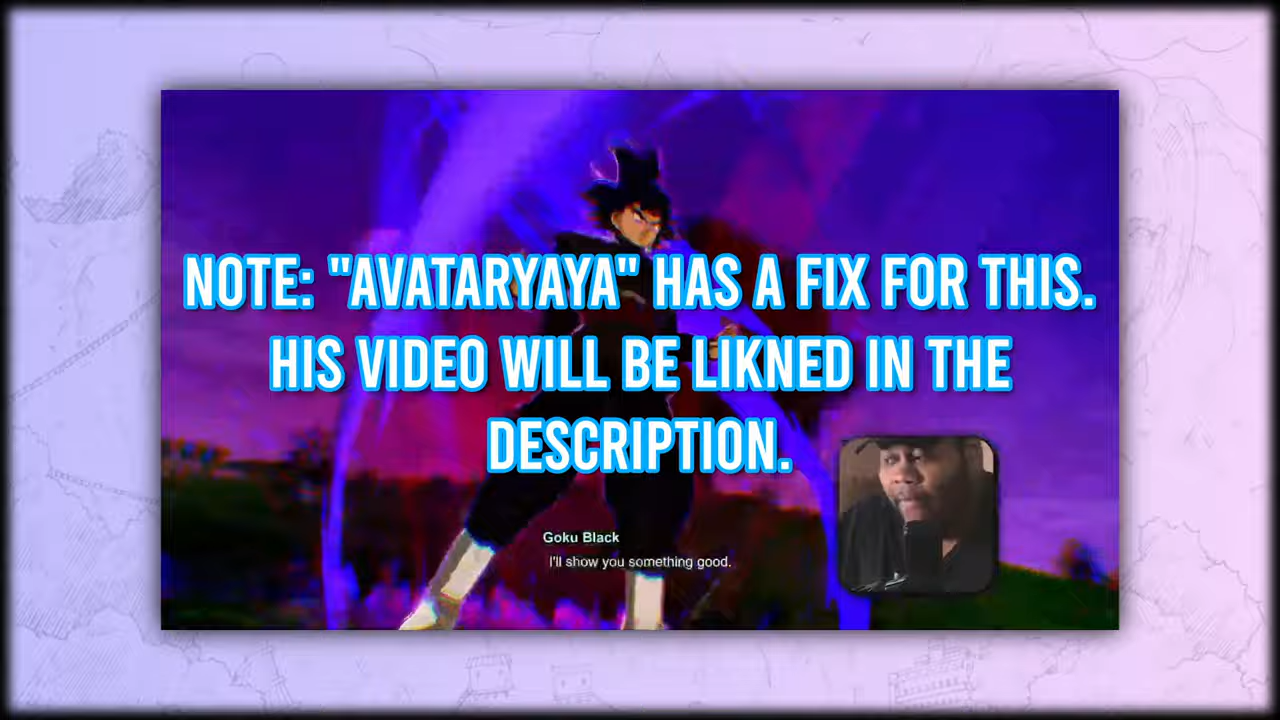 NOTE: "AVATARYAYA" HAS A FIX FOR THIS.
HIS VIDEO WILL BE LIKNED IN THE
DESCRIPTION.
Goku Black
I'll show you something good.